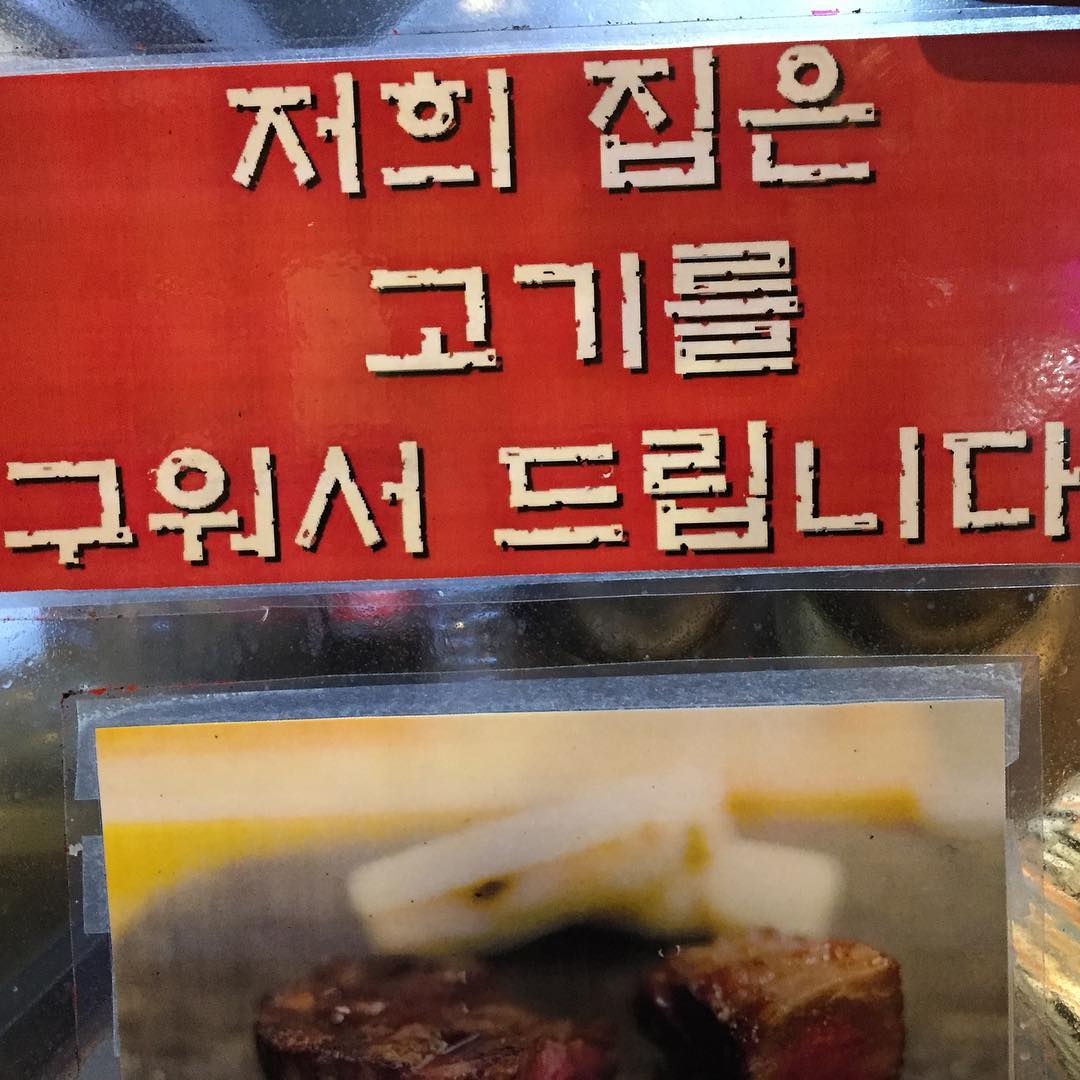 저희 집은
고기를
구워서 드립니다